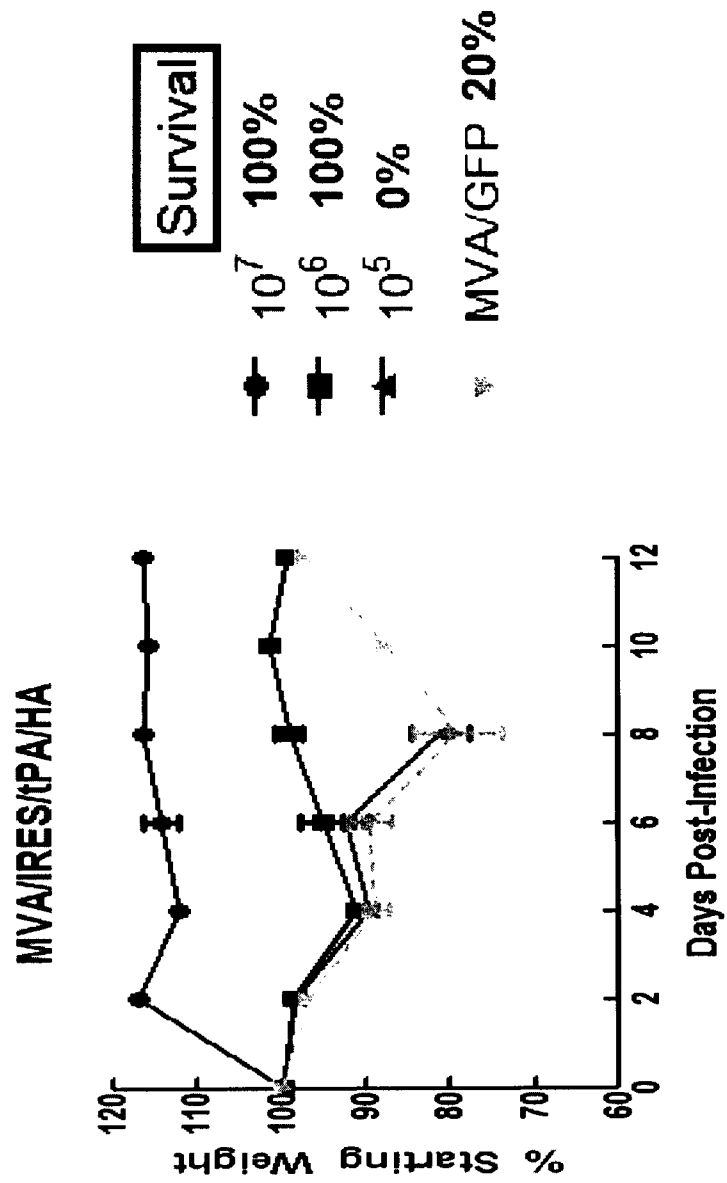 MVA/IRES/tPA/HA
120
110
100
90
80
70
60
% Starting Weight
0 2 4 6 8 10 12
Days Post-Infection
Survival
10^7 100%
10^6 100%
10^5 0%
MVA/GFP 20%